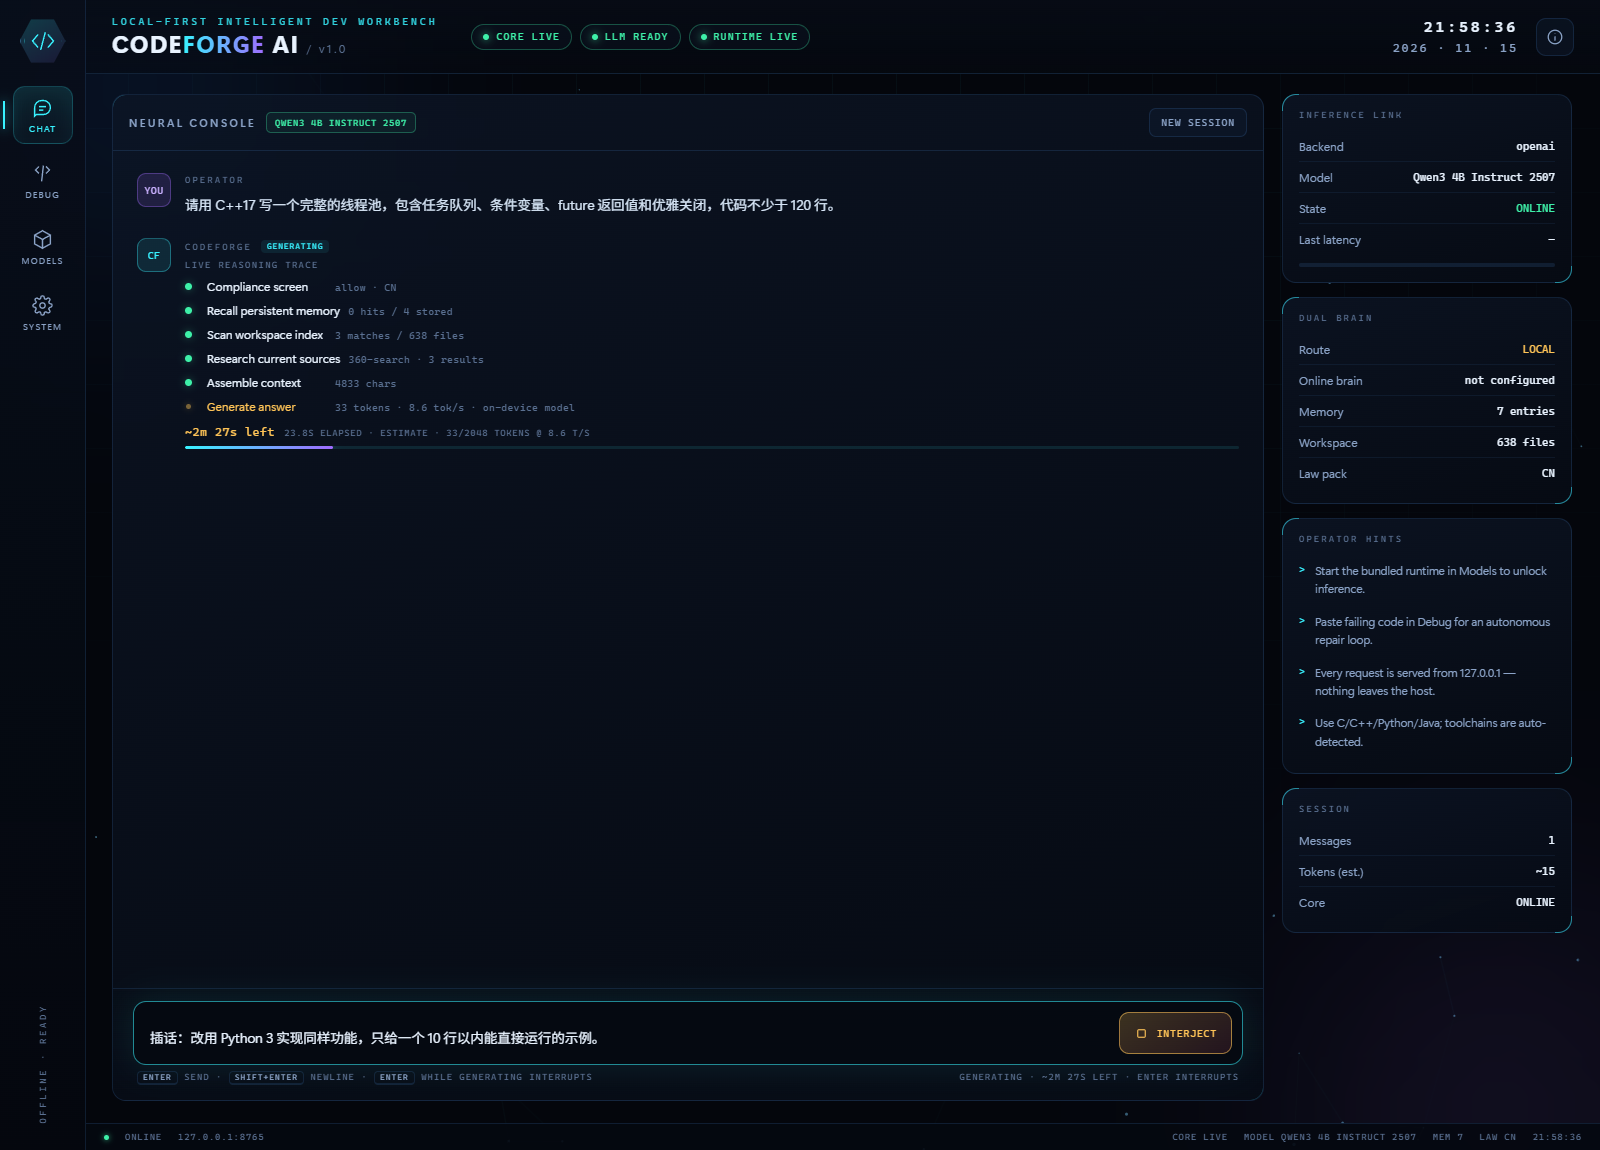 LOCAL-FIRST INTELLIGENT DEV WORKBENCH
CODEFORGE AI / v1.0
CORE LIVE
LLM READY
RUNTIME LIVE
21:58:36
2026 · 11 · 15
CHAT
DEBUG
MODELS
SYSTEM
OFFLINE · READY
NEURAL CONSOLE
QWEN3 4B INSTRUCT 2507
NEW SESSION
YOU
OPERATOR
请用 C++17 写一个完整的线程池，包含任务队列、条件变量、future 返回值和优雅关闭，代码不少于 120 行。
CF
CODEFORGE GENERATING
LIVE REASONING TRACE
Compliance screen allow · CN
Recall persistent memory 0 hits / 4 stored
Scan workspace index 3 matches / 638 files
Research current sources 360-search · 3 results
Assemble context 4833 chars
Generate answer 33 tokens · 8.6 tok/s · on-device model
~2m 27s left 23.8S ELAPSED · ESTIMATE · 33/2048 TOKENS @ 8.6 T/S
插话：改用 Python 3 实现同样功能，只给一个 10 行以内能直接运行的示例。
INTERJECT
ENTER SEND · SHIFT+ENTER NEWLINE · ENTER WHILE GENERATING INTERRUPTS
GENERATING · ~2M 27S LEFT · ENTER INTERRUPTS
INFERENCE LINK
Backend openai
Model Qwen3 4B Instruct 2507
State ONLINE
Last latency —
DUAL BRAIN
Route LOCAL
Online brain not configured
Memory 7 entries
Workspace 638 files
Law pack CN
OPERATOR HINTS
> Start the bundled runtime in Models to unlock
inference.
> Paste failing code in Debug for an autonomous
repair loop.
> Every request is served from 127.0.0.1 —
nothing leaves the host.
> Use C/C++/Python/Java; toolchains are auto-
detected.
SESSION
Messages 1
Tokens (est.) ~15
Core ONLINE
ONLINE 127.0.0.1:8765
CORE LIVE MODEL QWEN3 4B INSTRUCT 2507 MEM 7 LAW CN 21:58:36